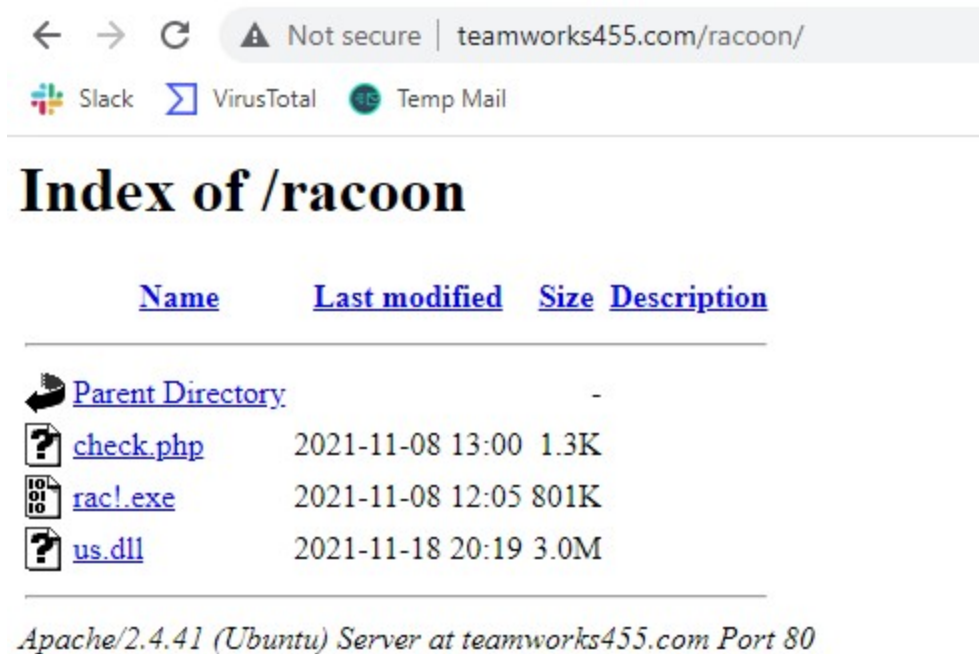 Not secure | teamworks455.com/racoon/
Slack VirusTotal Temp Mail
Index of /racoon
Name Last modified Size Description
Parent Directory -
check.php 2021-11-08 13:00 1.3K
rac!.exe 2021-11-08 12:05 801K
us.dll 2021-11-18 20:19 3.0M
Apache/2.4.41 (Ubuntu) Server at teamworks455.com Port 80